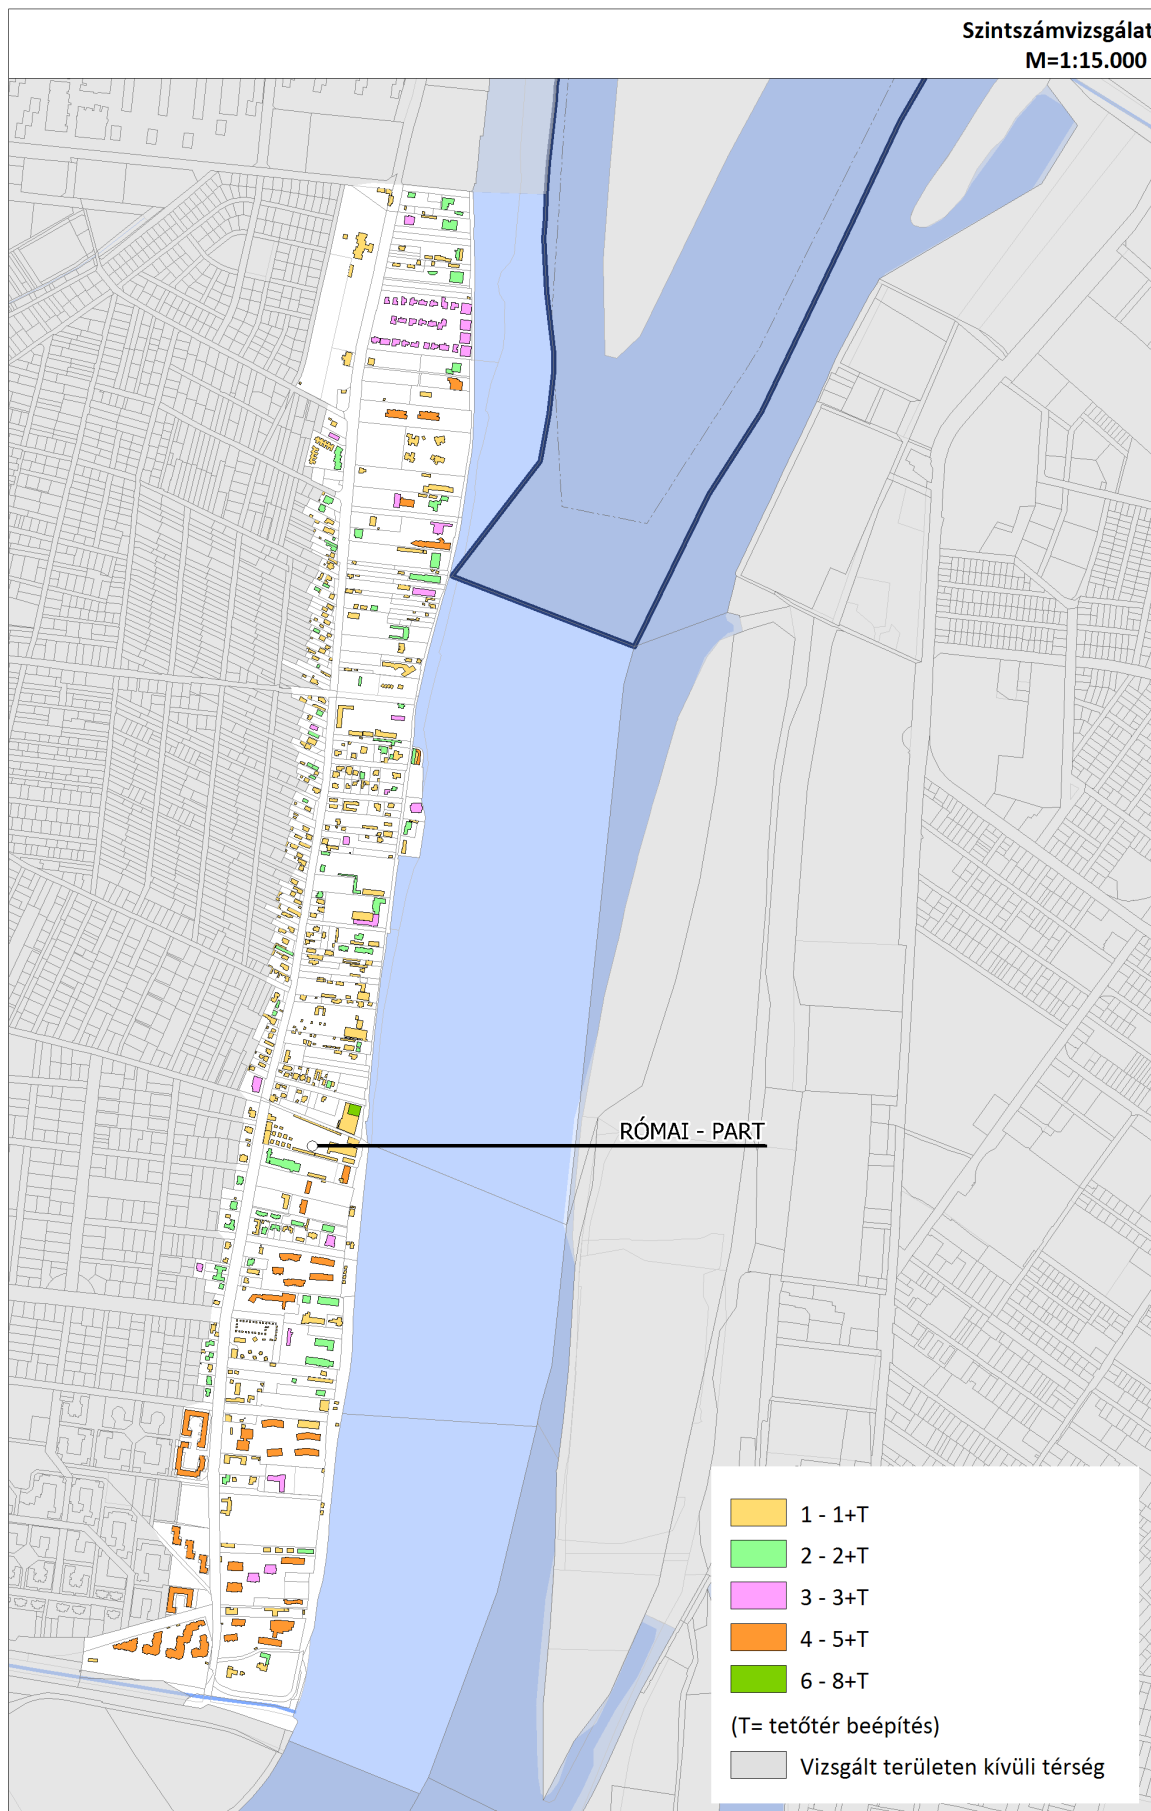 Szintszámvizsgálat
M=1:15.000
RÓMAI - PART
1 - 1+T
2 - 2+T
3 - 3+T
4 - 5+T
6 - 8+T
(T= tetőtér beépítés)
Vizsgált területen kívüli térség